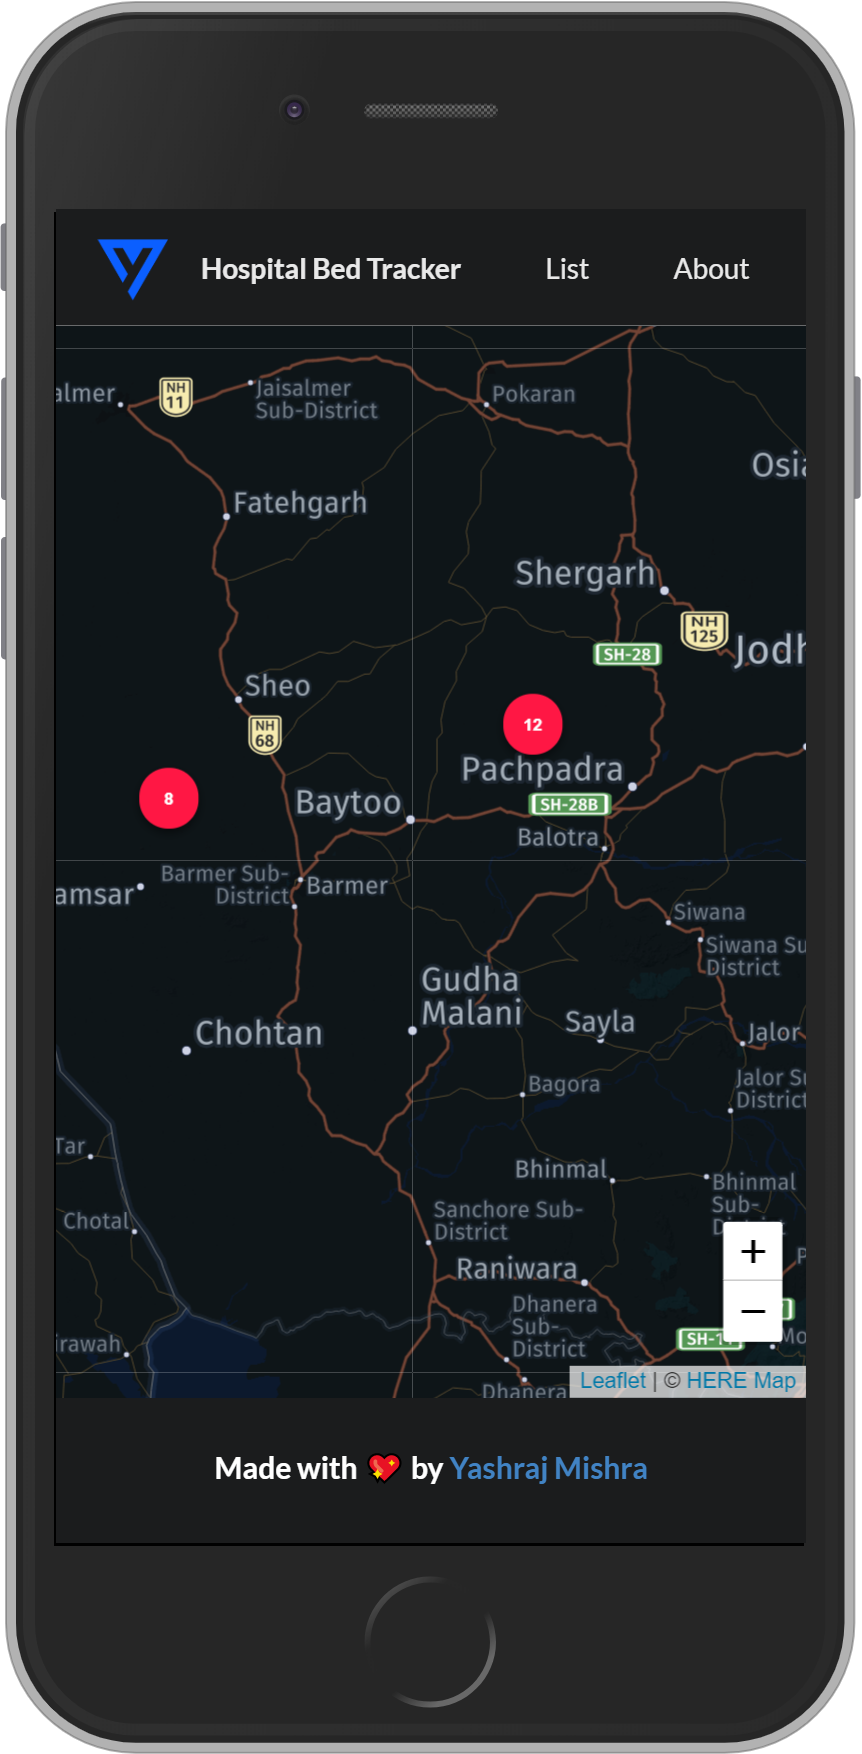 Hospital Bed Tracker
List
About
almer
NH
11
Jaisalmer
Sub-District
Pokaran
Osia
Fatehgarh
Shergarh
NH
125
Jodh
SH-28
Sheo
NH
68
12
8
Pachpadra
Baytoo
SH-28B
Balotra
Barmer Sub-
District
Barmer
amsar
Siwana
Siwana Su
District
Gudha
Malani
Sayla
Chohtan
Jalor
Bagora
Jalor Su
District
Tar
Bhinmal
Bhinmal
Sub-
District
Chotal
Sanchore Sub-
District
+
Raniwara
P
Dhanera
Sub-
District
−
SH-11
Mo
irawah
Dhanera
Leaflet | © HERE Map
Made with 💖 by Yashraj Mishra